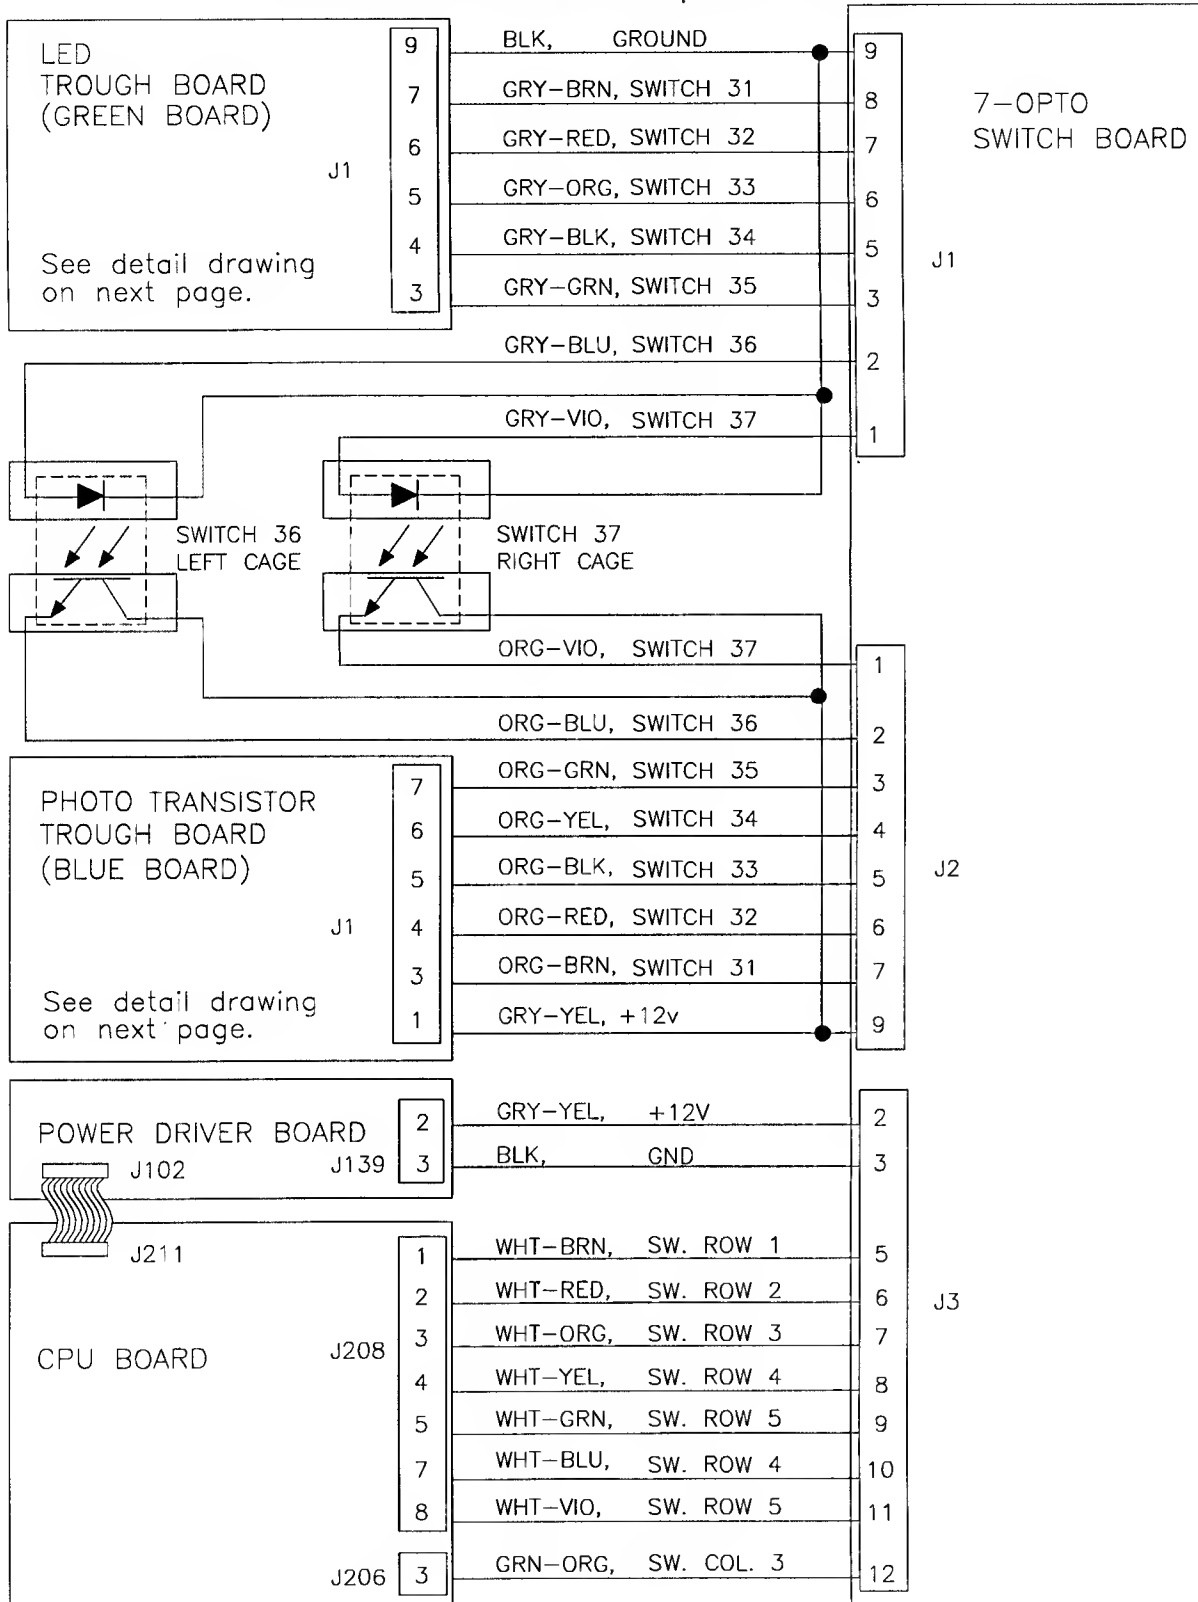 LED
TROUGH BOARD
(GREEN BOARD)
J1
See detail drawing
on next page.
9 BLK, GROUND 9
7 GRY-BRN, SWITCH 31 8
6 GRY-RED, SWITCH 32 7
5 GRY-ORG, SWITCH 33 6
4 GRY-BLK, SWITCH 34 5
3 GRY-GRN, SWITCH 35 3
GRY-BLU, SWITCH 36 2
GRY-VIO, SWITCH 37 1
7-OPTO
SWITCH BOARD
J1
SWITCH 36
LEFT CAGE
SWITCH 37
RIGHT CAGE
ORG-VIO, SWITCH 37 1
ORG-BLU, SWITCH 36 2
PHOTO TRANSISTOR
TROUGH BOARD
(BLUE BOARD)
J1
See detail drawing
on next page.
7 ORG-GRN, SWITCH 35 3
6 ORG-YEL, SWITCH 34 4
5 ORG-BLK, SWITCH 33 5
4 ORG-RED, SWITCH 32 6
3 ORG-BRN, SWITCH 31 7
1 GRY-YEL, +12v 9
J2
POWER DRIVER BOARD
J102
J139
2 GRY-YEL, +12V 2
3 BLK, GND 3
J211
CPU BOARD
J208
1 WHT-BRN, SW. ROW 1 5
2 WHT-RED, SW. ROW 2 6
3 WHT-ORG, SW. ROW 3 7
4 WHT-YEL, SW. ROW 4 8
5 WHT-GRN, SW. ROW 5 9
7 WHT-BLU, SW. ROW 4 10
8 WHT-VIO, SW. ROW 5 11
J206 3 GRN-ORG, SW. COL. 3 12
J3